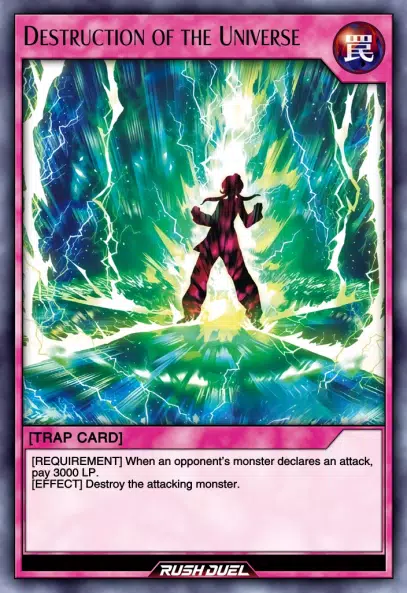 Destruction of the Universe
罠
[TRAP CARD]
[REQUIREMENT] When an opponent's monster declares an attack,
pay 3000 LP.
[EFFECT] Destroy the attacking monster.
RUSH DUEL